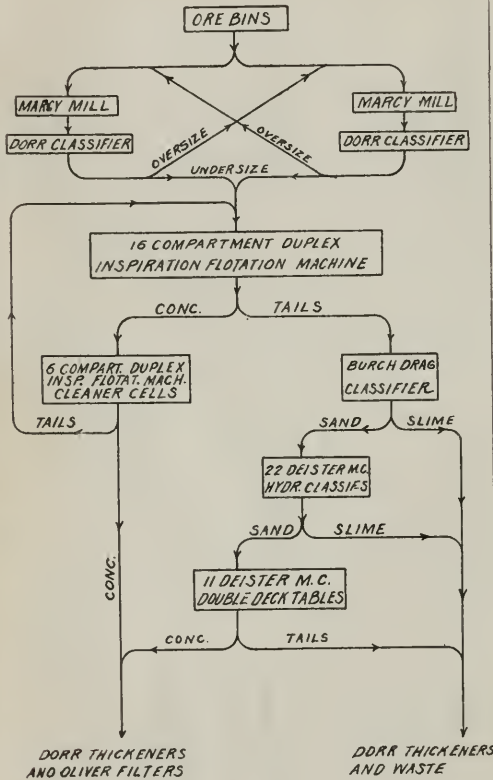 ORE BINS
MARCY MILL
MARCY MILL
DORR CLASSIFIER
DORR CLASSIFIER
OVERSIZE
OVERSIZE
UNDERSIZE
16 COMPARTMENT DUPLEX
INSPIRATION FLOTATION MACHINE
CONC.
TAILS
6 COMPART. DUPLEX
INSP. FLOTAT. MACH.
CLEANER CELLS
BURCH DRAG
CLASSIFIER
TAILS
SAND
SLIME
22 DEISTER M.C.
HYDR. CLASSIFIES
SAND
SLIME
CONC.
11 DEISTER M.C.
DOUBLE DECK TABLES
CONC.
TAILS
DORR THICKENERS
AND OLIVER FILTERS
DORR THICKENERS
AND WASTE